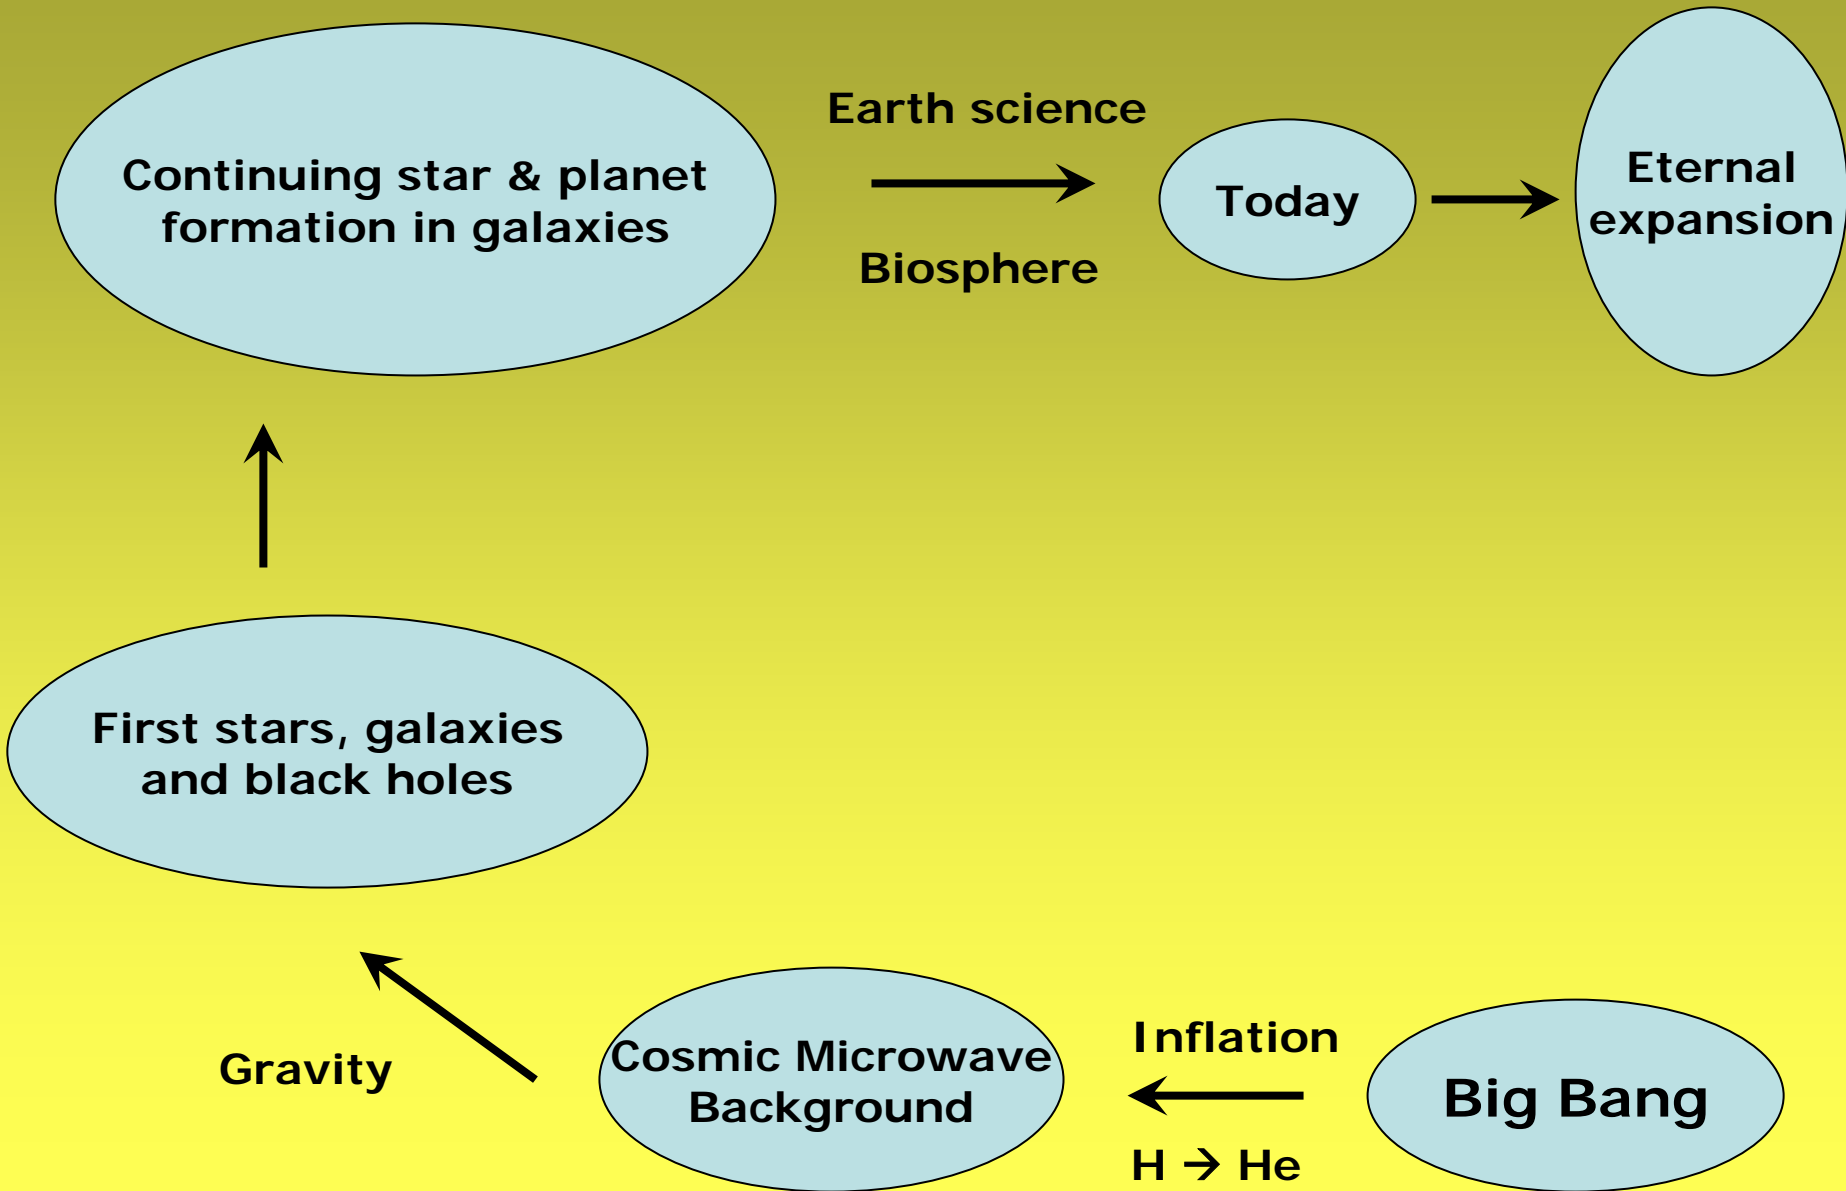 Continuing star & planet
formation in galaxies
Earth science
Biosphere
Today
Eternal
expansion
First stars, galaxies
and black holes
Gravity
Cosmic Microwave
Background
Inflation
H → He
Big Bang